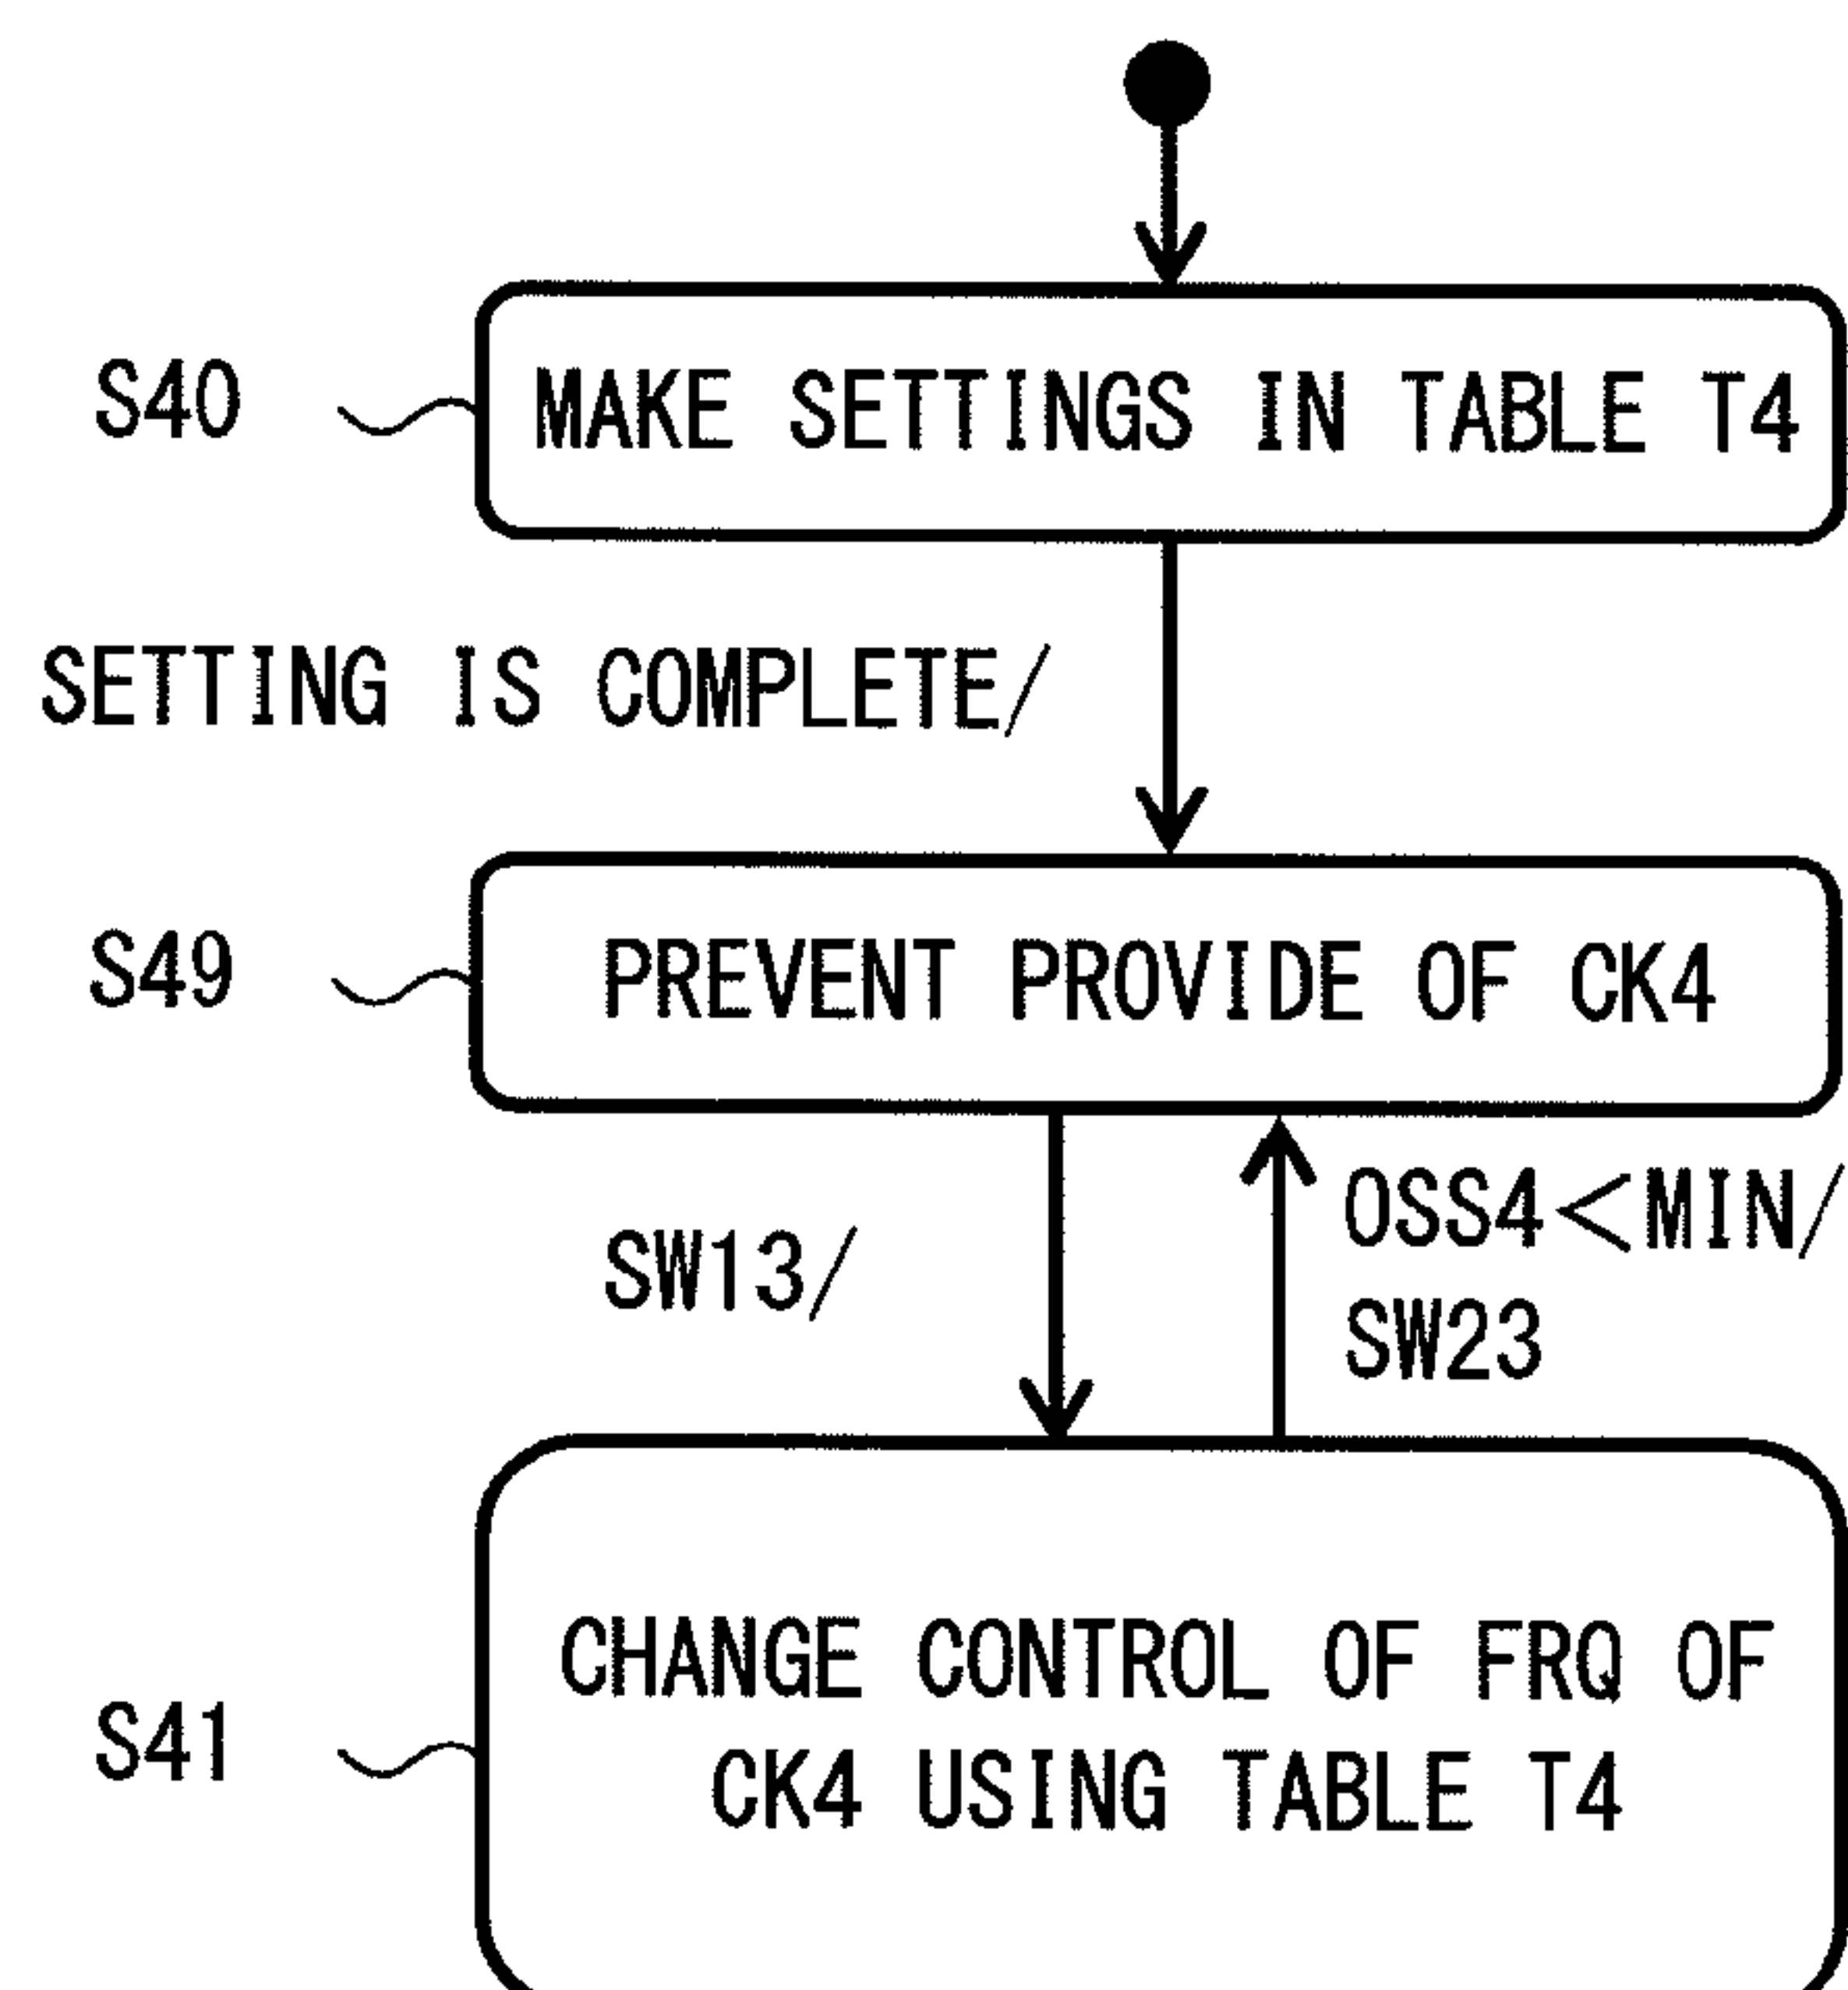 S40 MAKE SETTINGS IN TABLE T4
SETTING IS COMPLETE/
S49 PREVENT PROVIDE OF CK4
SW13/
OSS4<MIN/
SW23
CHANGE CONTROL OF FRQ OF
S41
CK4 USING TABLE T4